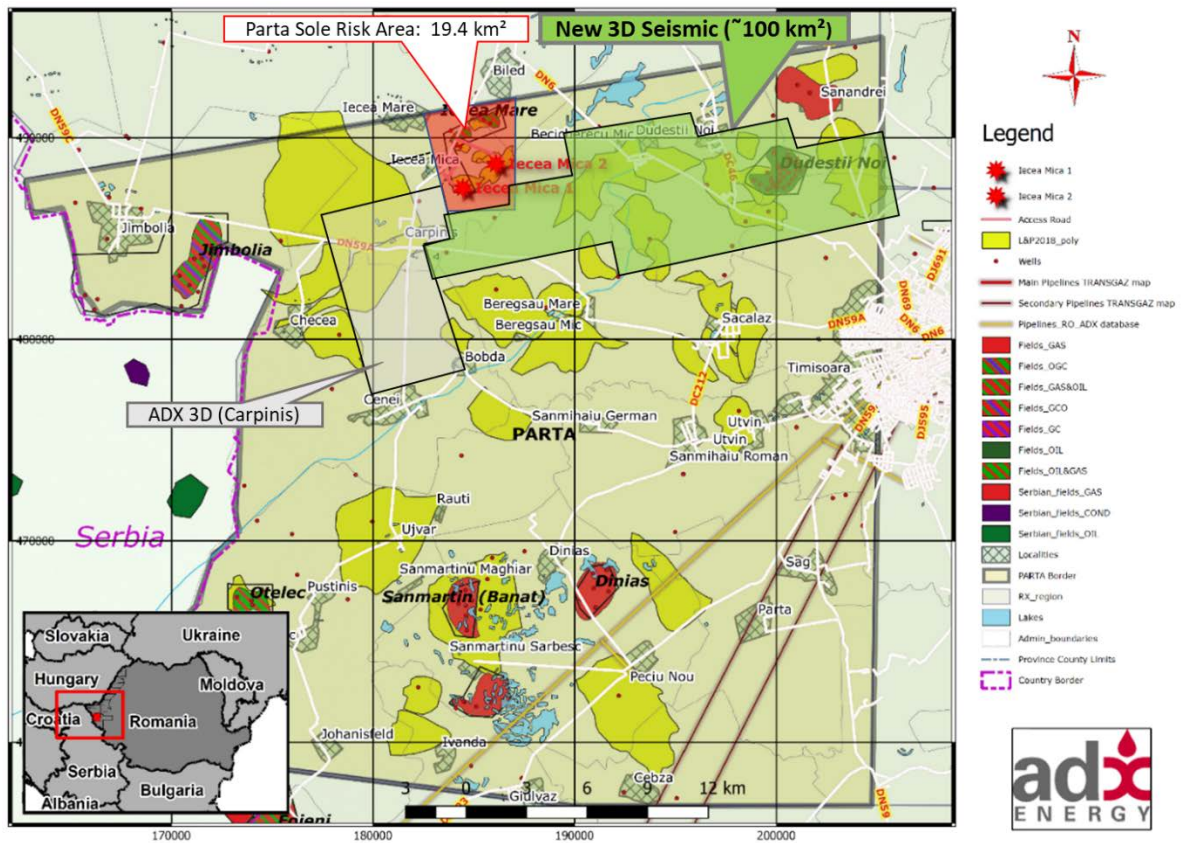 Parta Sole Risk Area: 19.4 km²
New 3D Seismic (~100 km²)
N
Biled
DN6
DN59C
Sanandrei
Iecea Mare
Iecea Mare
490000
Dudestii Noi
Iecea Mica
Iecea Mica 2
Dudestii Noi
DC46
Iecea Mica 1
Jimbolia
Carpinis
DN59A
Jimbolia
DJ691
DN69
Beregsau Mare
Checea
Beregsau Mic
Sacalaz
DN59A
DN6
DN6
480000
Bobda
Timisoara
DC212
ADX 3D (Carpinis)
Cenei
Sanmihaiu German
Utvin
DN59
DJ595
PARTA
Utvin
Sanmihaiu Roman
Rauti
Serbia
Ujvar
470000
Dinias
Sanmartinu Maghiar
Sag
Otelec
Pustinis
Dinias
Sanmartin (Banat)
Parta
Sanmartinu Sarbesc
Peciu Nou
Johanisfeld
Ivanda
Cebza
Giulvaz
DN59
3 0 3 6 9 12 km
Foieni
170000 180000 190000 200000
Slovakia
Ukraine
Hungary
Moldova
Croatia
Romania
Serbia
Bulgaria
Albania
Legend
Iecea Mica 1
Iecea Mica 2
Access Road
L&P2018_poly
Wells
Main Pipelines TRANSGAZ map
Secondary Pipelines TRANSGAZ map
Pipelines_RO_ADX database
Fields_GAS
Fields_OGC
Fields_GAS&OIL
Fields_GCO
Fields_GC
Fields_OIL
Fields_OIL&GAS
Serbian_fields_GAS
Serbian_fields_COND
Serbian_fields_OIL
Localities
PARTA Border
RX_region
Lakes
Admin_boundaries
Province County Limits
Country Border
adx
ENERGY